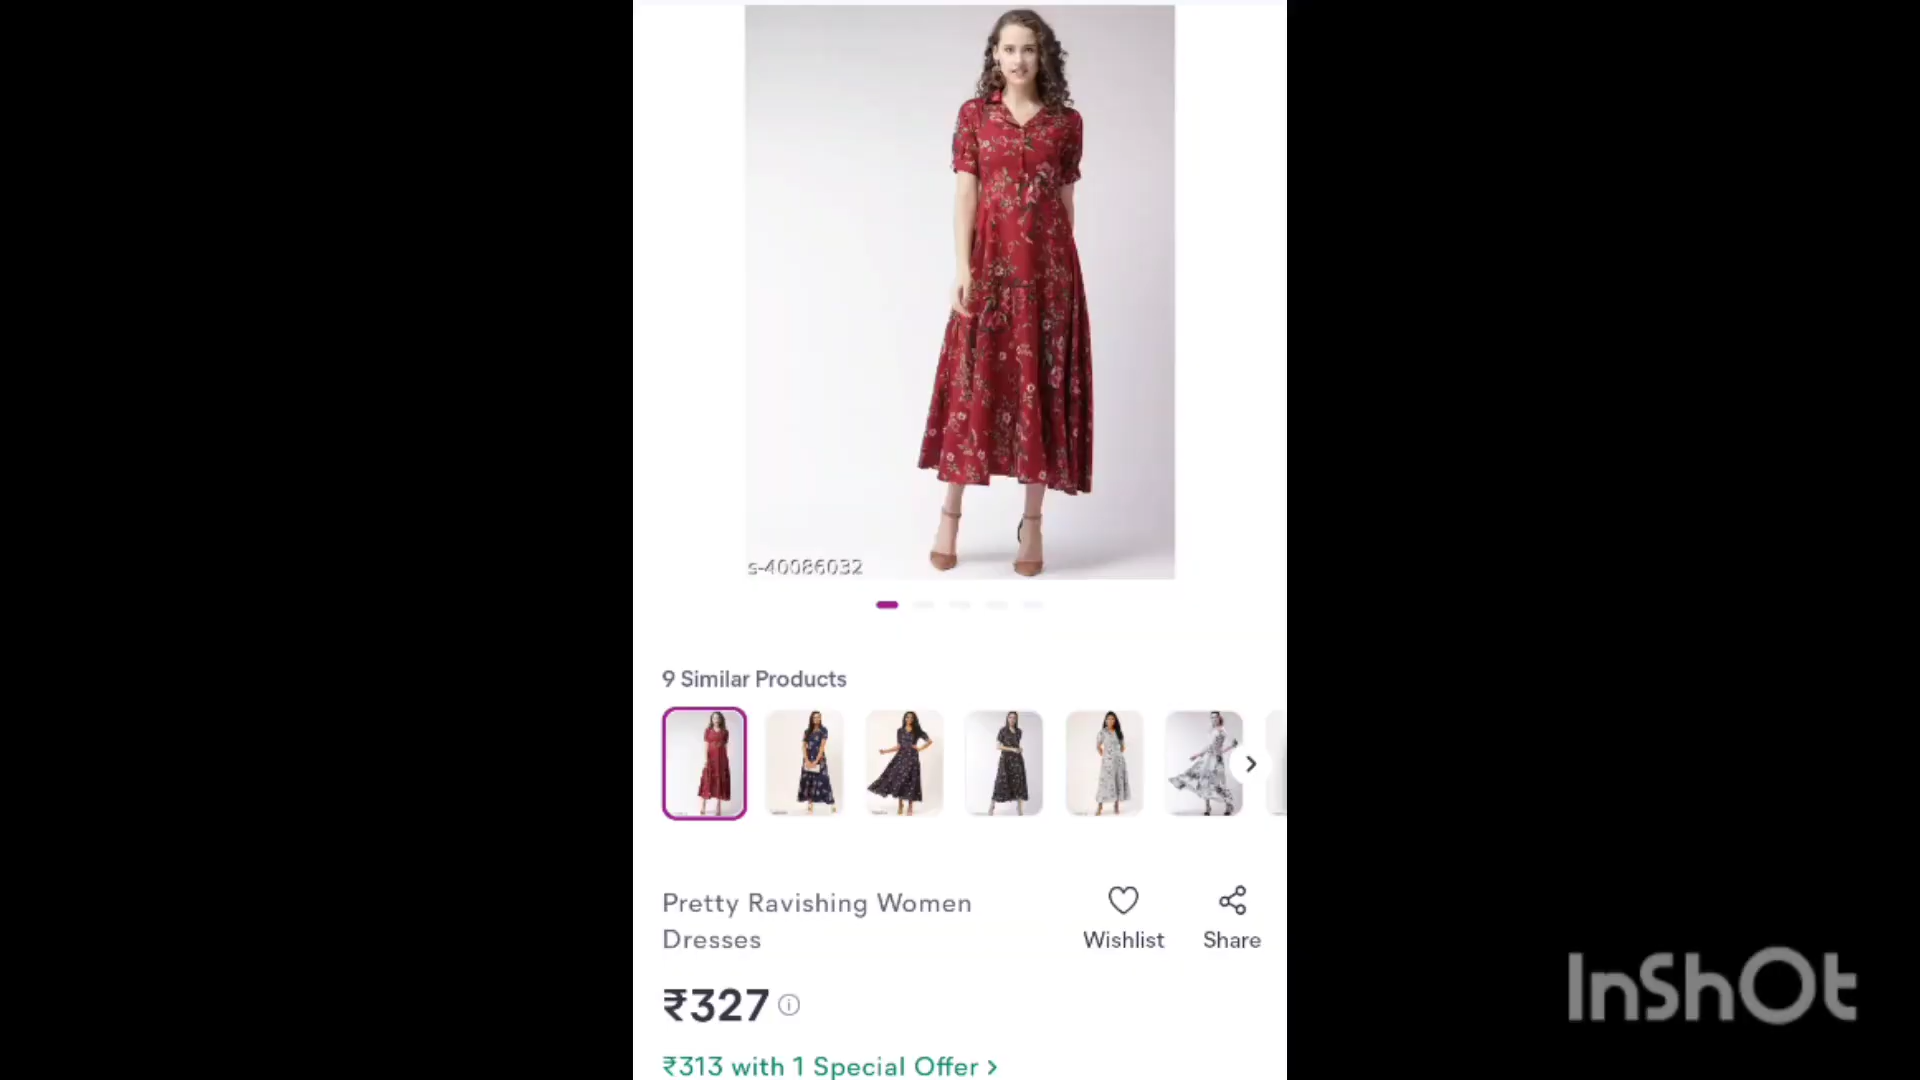 s-40086032
9 Similar Products
Pretty Ravishing Women
Dresses
Wishlist
Share
₹327
₹313 with 1 Special Offer >
InShOt